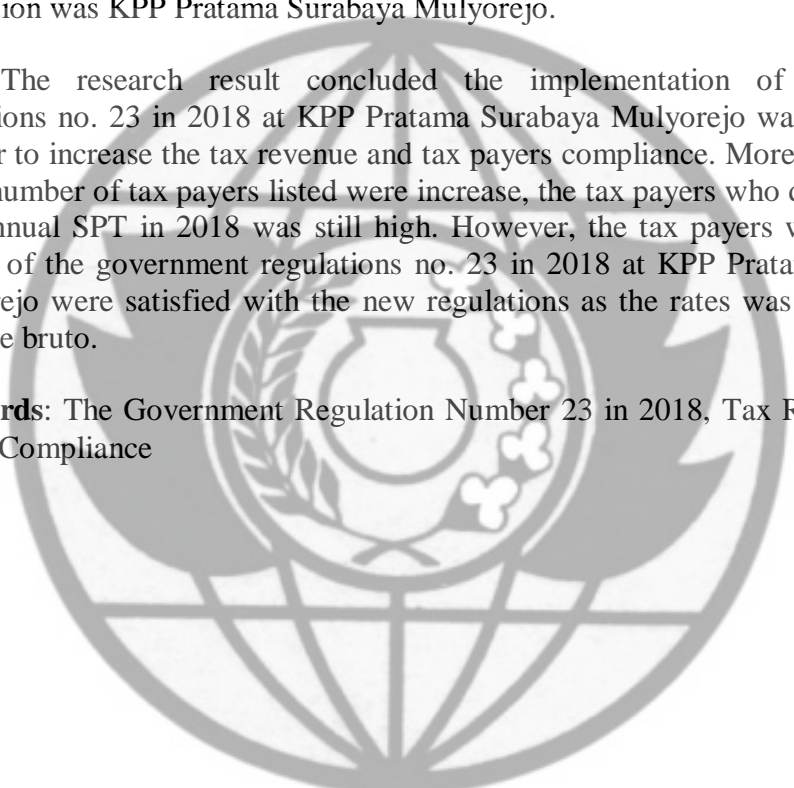 ion was KPP Pratama Surabaya Mulyorejo.
The research result concluded the implementation of
ions no. 23 in 2018 at KPP Pratama Surabaya Mulyorejo wa
r to increase the tax revenue and tax payers compliance. More
number of tax payers listed were increase, the tax payers who
nnual SPT in 2018 was still high. However, the tax payers w
of the government regulations no. 23 in 2018 at KPP Prata
ejo were satisfied with the new regulations as the rates was
e bruto.
rds: The Government Regulation Number 23 in 2018, Tax R
Compliance